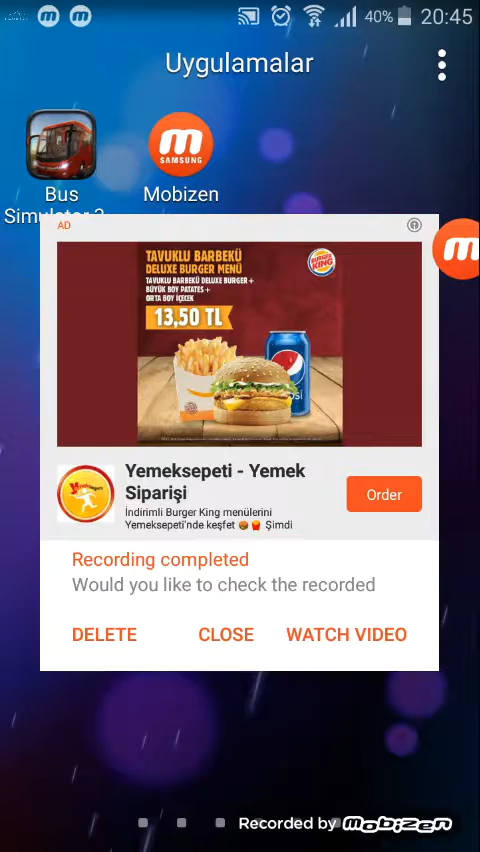 40% 20:45
Uygulamalar
SAMSUNG
Bus
Mobizen
Simulator 2
AD
TAVUKLU BARBEKÜ
DELUXE BURGER MENÜ
TAVUKLU BARBEKÜ DELUXE BURGER+
BÜYÜK BOY PATATES+
ORTA BOY İÇECEK
13,50 TL
BURGER
KING
Yemeksepeti - Yemek
Siparişi
İndirimli Burger King menülerini
Yemeksepeti'nde keşfet 🍔🍟 Şimdi
Order
Recording completed
Would you like to check the recorded
DELETE CLOSE WATCH VIDEO
Recorded by mobizen